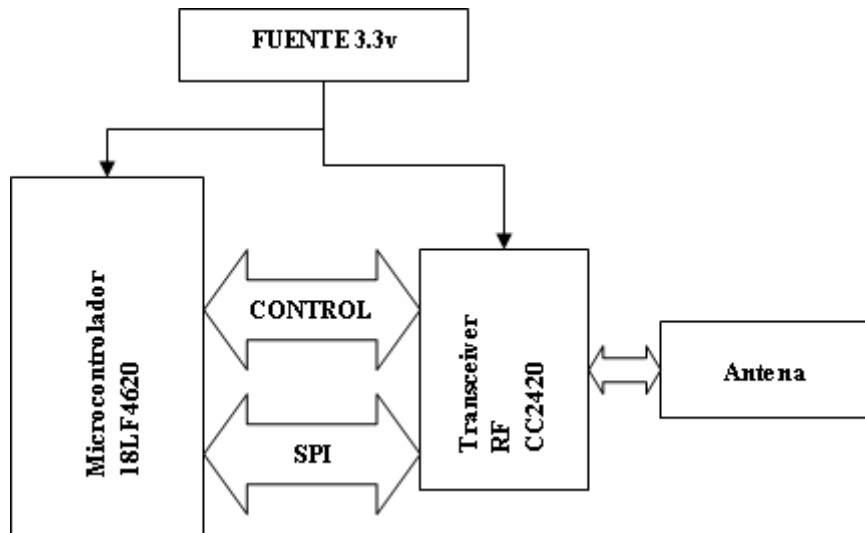 FUENTE 3.3v
Microcontrolador
18LF4620
CONTROL
SPI
Transceiver
RF
CC2420
Antena